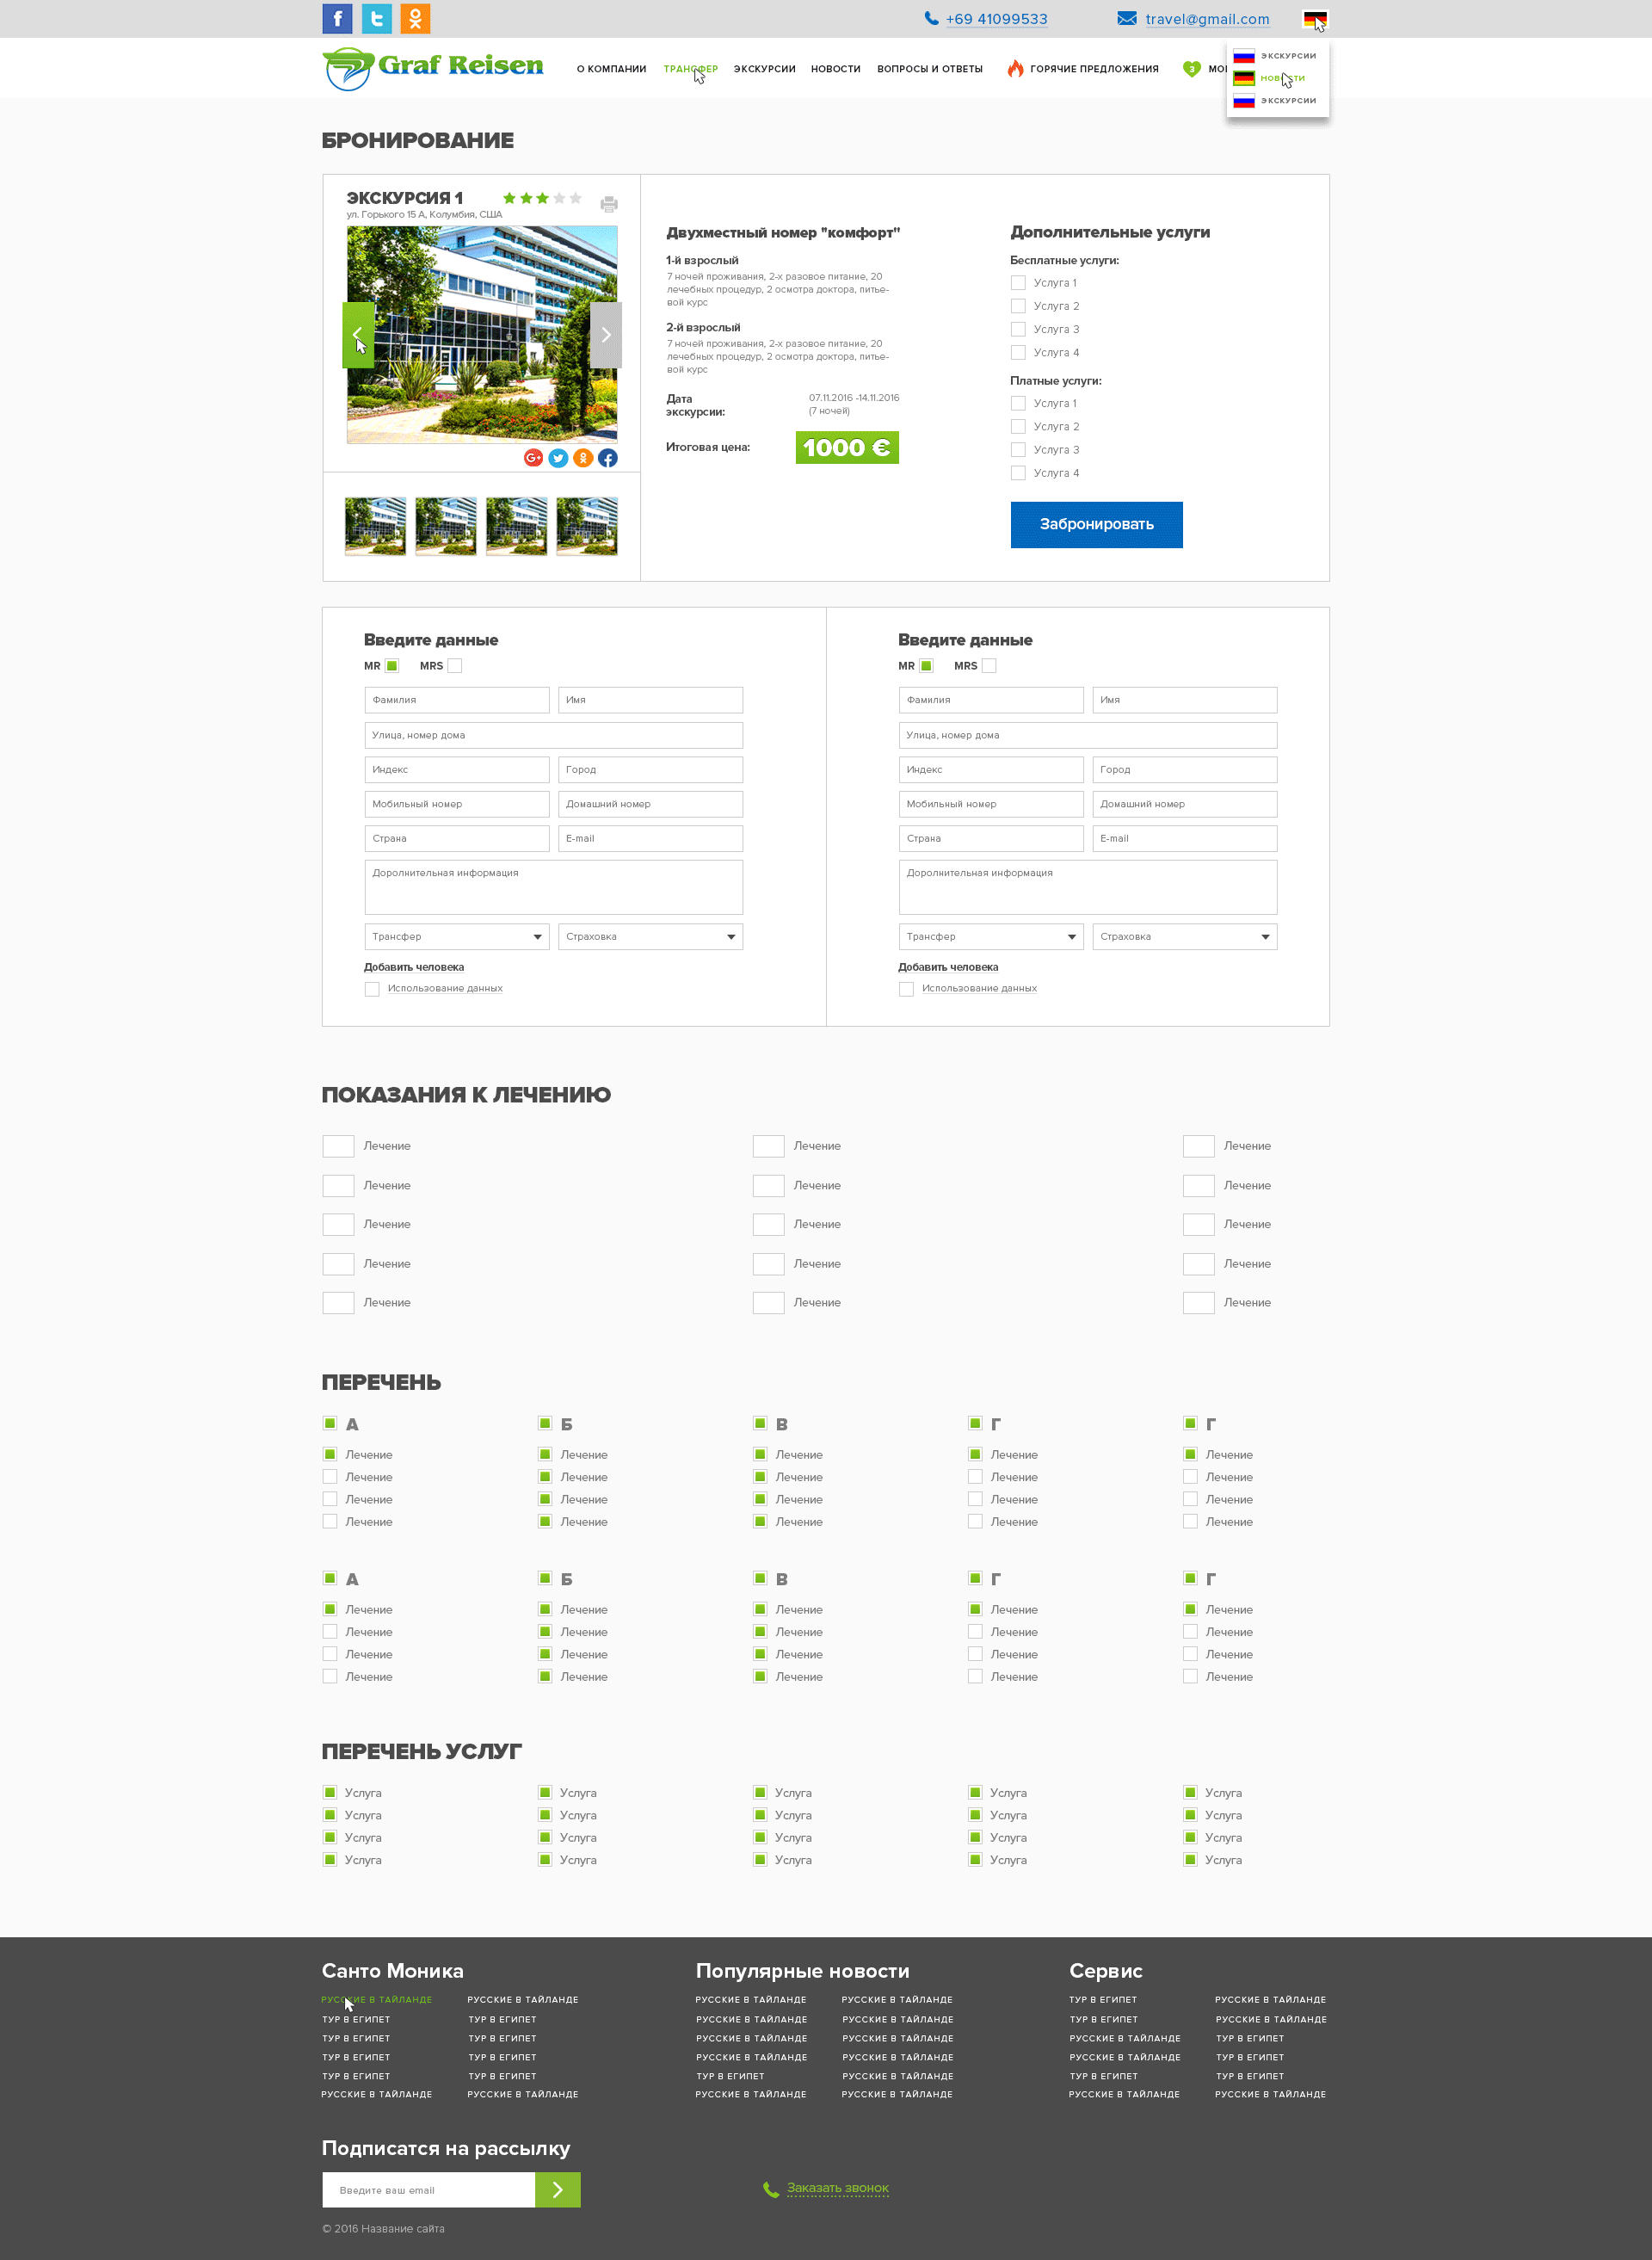 +69 41099533
travel@gmail.com
Graf Reisen
О КОМПАНИИ
ТРАНСФЕР
ЭКСКУРСИИ
НОВОСТИ
ВОПРОСЫ И ОТВЕТЫ
ГОРЯЧИЕ ПРЕДЛОЖЕНИЯ
3
ЭКСКУРСИИ
НОВОСТИ
ЭКСКУРСИИ
БРОНИРОВАНИЕ
ЭКСКУРСИЯ 1
ул. Горького 15 А, Колумбия, США
Двухместный номер "комфорт"
1-й взрослый
7 ночей проживания, 2-х разовое питание, 20
лечебных процедур, 2 осмотра доктора, питье-
вой курс
2-й взрослый
7 ночей проживания, 2-х разовое питание, 20
лечебных процедур, 2 осмотра доктора, питье-
вой курс
Дата
экскурсии:
07.11.2016 -14.11.2016
(7 ночей)
Итоговая цена:
1000 €
Дополнительные услуги
Бесплатные услуги:
Услуга 1
Услуга 2
Услуга 3
Услуга 4
Платные услуги:
Услуга 1
Услуга 2
Услуга 3
Услуга 4
Забронировать
Введите данные
MR MRS
Фамилия Имя
Улица, номер дома
Индекс Город
Мобильный номер Домашний номер
Страна E-mail
Доролнительная информация
Трансфер Страховка
Добавить человека
Использование данных
Введите данные
MR MRS
Фамилия Имя
Улица, номер дома
Индекс Город
Мобильный номер Домашний номер
Страна E-mail
Доролнительная информация
Трансфер Страховка
Добавить человека
Использование данных
ПОКАЗАНИЯ К ЛЕЧЕНИЮ
Лечение Лечение Лечение
Лечение Лечение Лечение
Лечение Лечение Лечение
Лечение Лечение Лечение
Лечение Лечение Лечение
ПЕРЕЧЕНЬ
А Б В Г Г
Лечение Лечение Лечение Лечение Лечение
Лечение Лечение Лечение Лечение Лечение
Лечение Лечение Лечение Лечение Лечение
Лечение Лечение Лечение Лечение Лечение
А Б В Г Г
Лечение Лечение Лечение Лечение Лечение
Лечение Лечение Лечение Лечение Лечение
Лечение Лечение Лечение Лечение Лечение
Лечение Лечение Лечение Лечение Лечение
ПЕРЕЧЕНЬ УСЛУГ
Услуга Услуга Услуга Услуга Услуга
Услуга Услуга Услуга Услуга Услуга
Услуга Услуга Услуга Услуга Услуга
Услуга Услуга Услуга Услуга Услуга
Санто Моника
РУССКИЕ В ТАЙЛАНДЕ РУССКИЕ В ТАЙЛАНДЕ
ТУР В ЕГИПЕТ ТУР В ЕГИПЕТ
ТУР В ЕГИПЕТ ТУР В ЕГИПЕТ
ТУР В ЕГИПЕТ ТУР В ЕГИПЕТ
ТУР В ЕГИПЕТ ТУР В ЕГИПЕТ
РУССКИЕ В ТАЙЛАНДЕ РУССКИЕ В ТАЙЛАНДЕ
Популярные новости
РУССКИЕ В ТАЙЛАНДЕ РУССКИЕ В ТАЙЛАНДЕ
РУССКИЕ В ТАЙЛАНДЕ РУССКИЕ В ТАЙЛАНДЕ
РУССКИЕ В ТАЙЛАНДЕ РУССКИЕ В ТАЙЛАНДЕ
РУССКИЕ В ТАЙЛАНДЕ РУССКИЕ В ТАЙЛАНДЕ
ТУР В ЕГИПЕТ РУССКИЕ В ТАЙЛАНДЕ
РУССКИЕ В ТАЙЛАНДЕ РУССКИЕ В ТАЙЛАНДЕ
Сервис
ТУР В ЕГИПЕТ РУССКИЕ В ТАЙЛАНДЕ
ТУР В ЕГИПЕТ РУССКИЕ В ТАЙЛАНДЕ
РУССКИЕ В ТАЙЛАНДЕ ТУР В ЕГИПЕТ
РУССКИЕ В ТАЙЛАНДЕ ТУР В ЕГИПЕТ
ТУР В ЕГИПЕТ ТУР В ЕГИПЕТ
РУССКИЕ В ТАЙЛАНДЕ РУССКИЕ В ТАЙЛАНДЕ
Подписатся на рассылку
Введите ваш email
Заказать звонок
© 2016 Название сайта